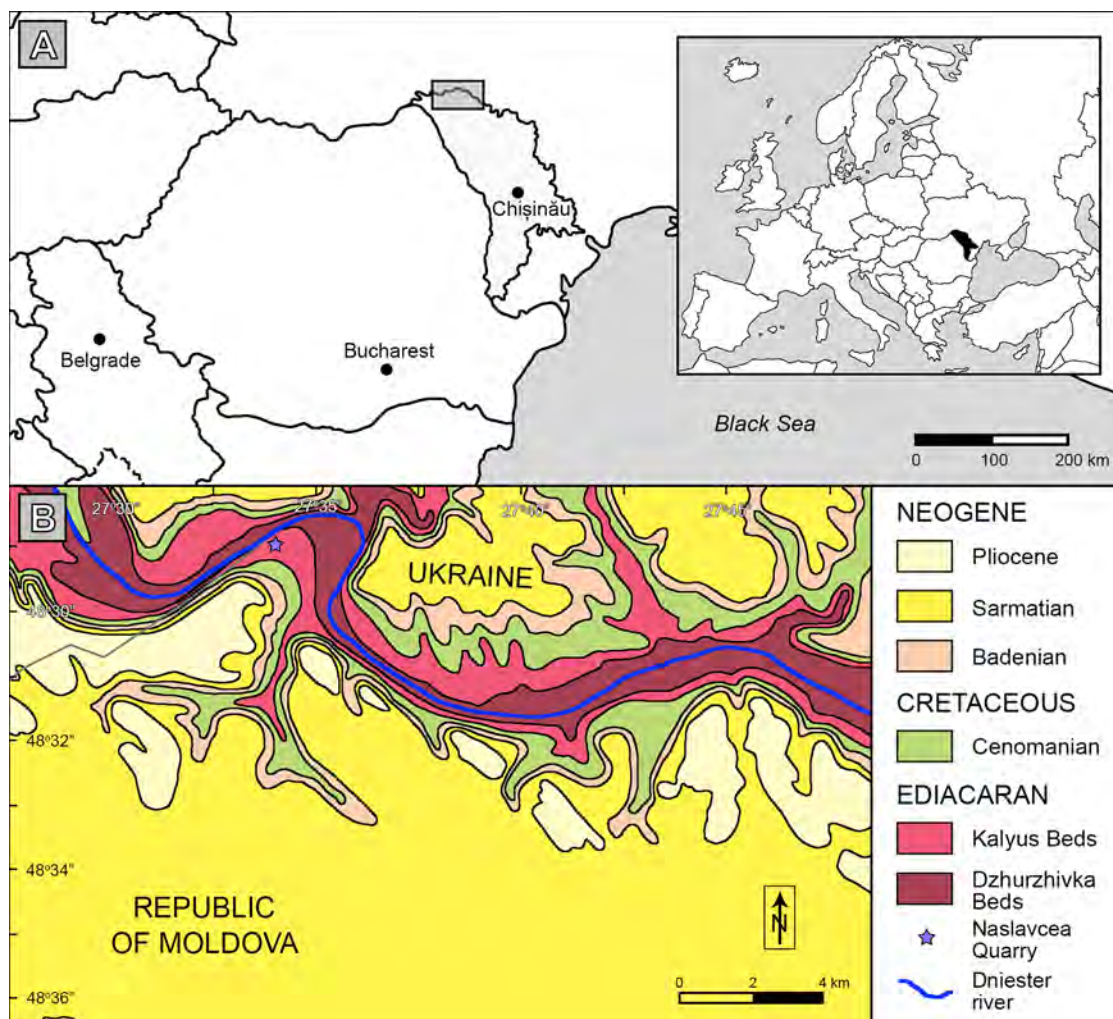 A
Chișinău
Belgrade
Bucharest
Black Sea
0 100 200 km
B
27°30"
27°35"
27°40"
27°45"
48°30"
48°32"
48°34"
48°36"
UKRAINE
REPUBLIC
OF MOLDOVA
N
0 2 4 km
NEOGENE
Pliocene
Sarmatian
Badenian
CRETACEOUS
Cenomanian
EDIACARAN
Kalyus Beds
Dzhurzhivka
Beds
Naslavcea
Quarry
Dniester
river